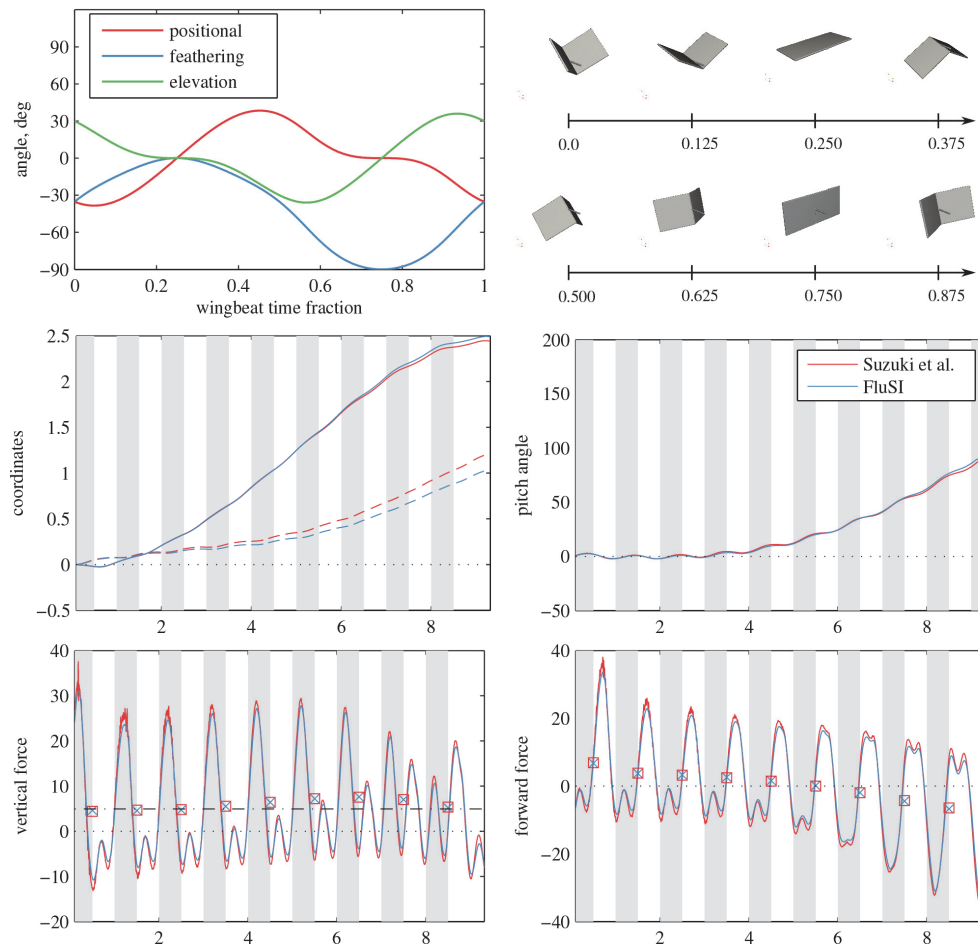 positional
feathering
elevation
angle, deg
90
60
30
0
−30
−60
−90
0 0.2 0.4 0.6 0.8 1
wingbeat time fraction
0.0 0.125 0.250 0.375
0.500 0.625 0.750 0.875
coordinates
2.5
2
1.5
1
0.5
0
−0.5
2 4 6 8
pitch angle
200
150
100
50
0
−50
2 4 6 8
Suzuki et al.
FluSI
vertical force
40
30
20
10
0
−10
−20
2 4 6 8
forward force
40
20
0
−20
−40
2 4 6 8